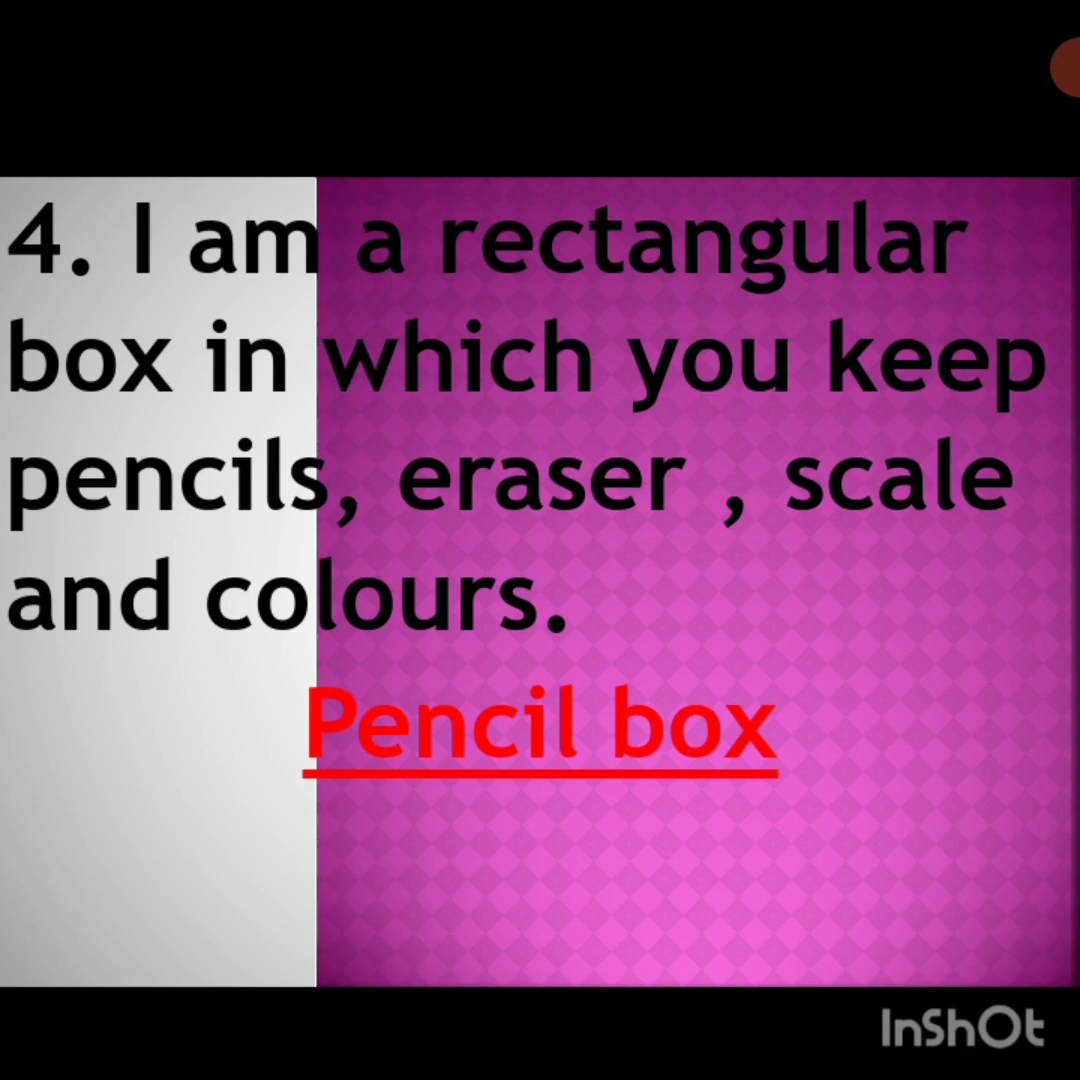 4. I am a rectangular
box in which you keep
pencils, eraser , scale
and colours.
Pencil box
InShOt